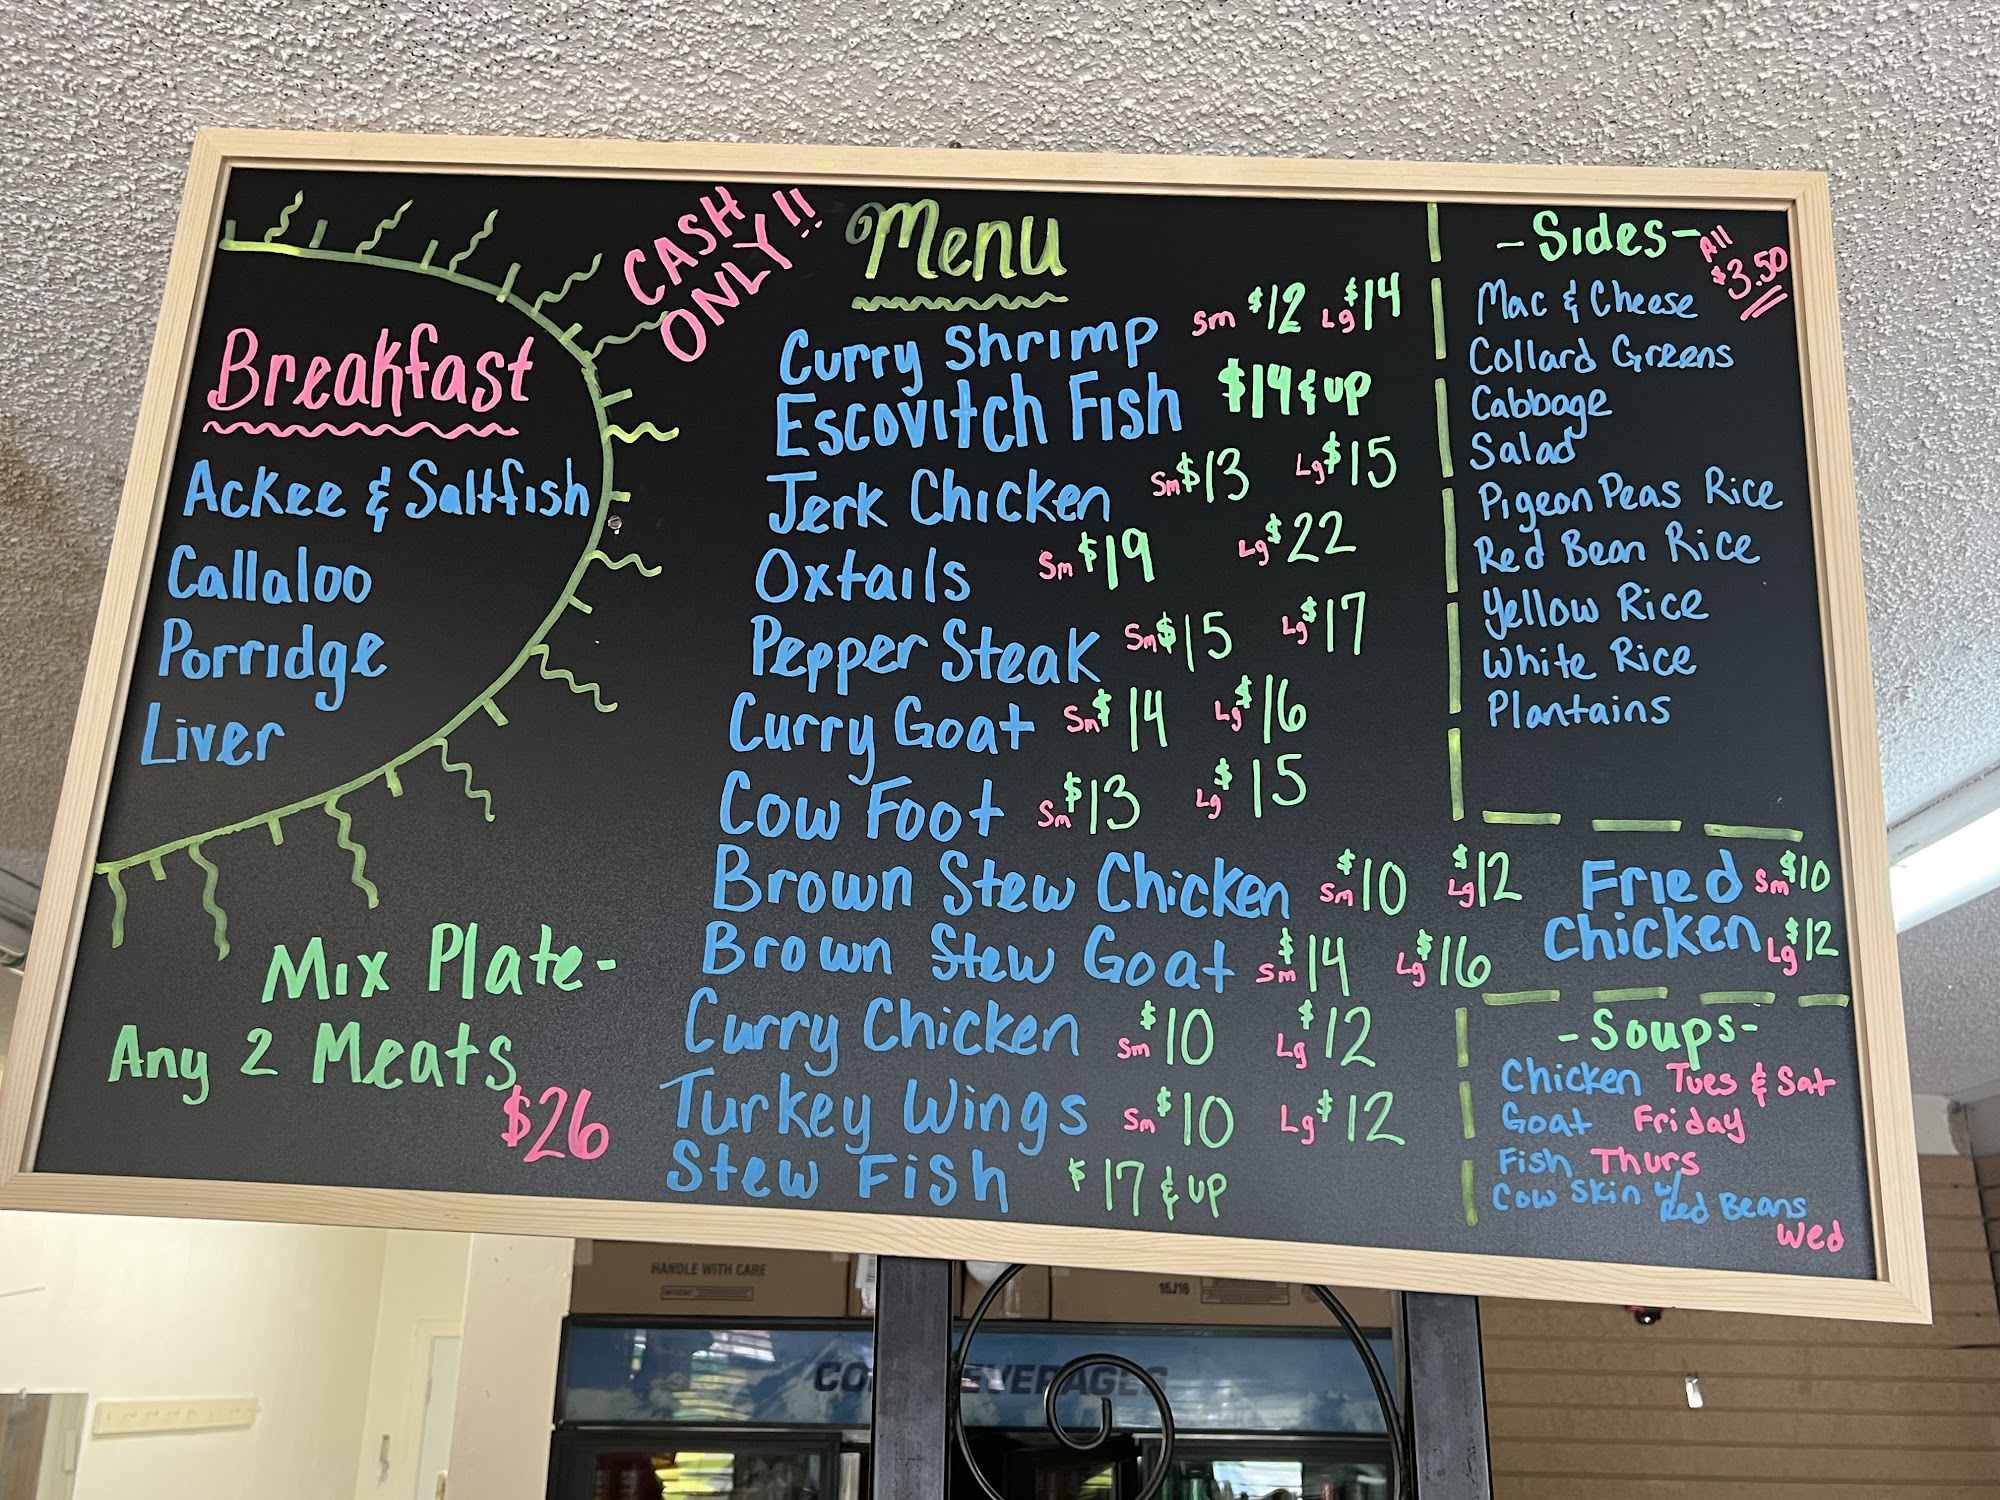 CASH
ONLY!!
Breakfast
Ackee & Saltfish
Callaloo
Porridge
Liver
Mix Plate-
Any 2 Meats
$26
Menu
Curry Shrimp Sm $12 Lg $14
Escovitch Fish $14 & up
Jerk Chicken Sm $13 Lg $15
Oxtails Sm $19 Lg $22
Pepper Steak Sm $15 Lg $17
Curry Goat Sm $14 Lg $16
Cow Foot Sm $13 Lg $15
Brown Stew Chicken Sm $10 Lg $12
Brown Stew Goat Sm $14 Lg $16
Curry Chicken Sm $10 Lg $12
Turkey Wings Sm $10 Lg $12
Stew Fish $17 & up
-Sides- All
$3.50
Mac & Cheese
Collard Greens
Cabbage
Salad
Pigeon Peas Rice
Red Bean Rice
Yellow Rice
White Rice
Plantains
Fried Sm $10
Chicken Lg $12
-Soups-
Chicken Tues & Sat
Goat Friday
Fish Thurs
Cow Skin w/ Red Beans
Wed
HANDLE WITH CARE
BEVERAGES